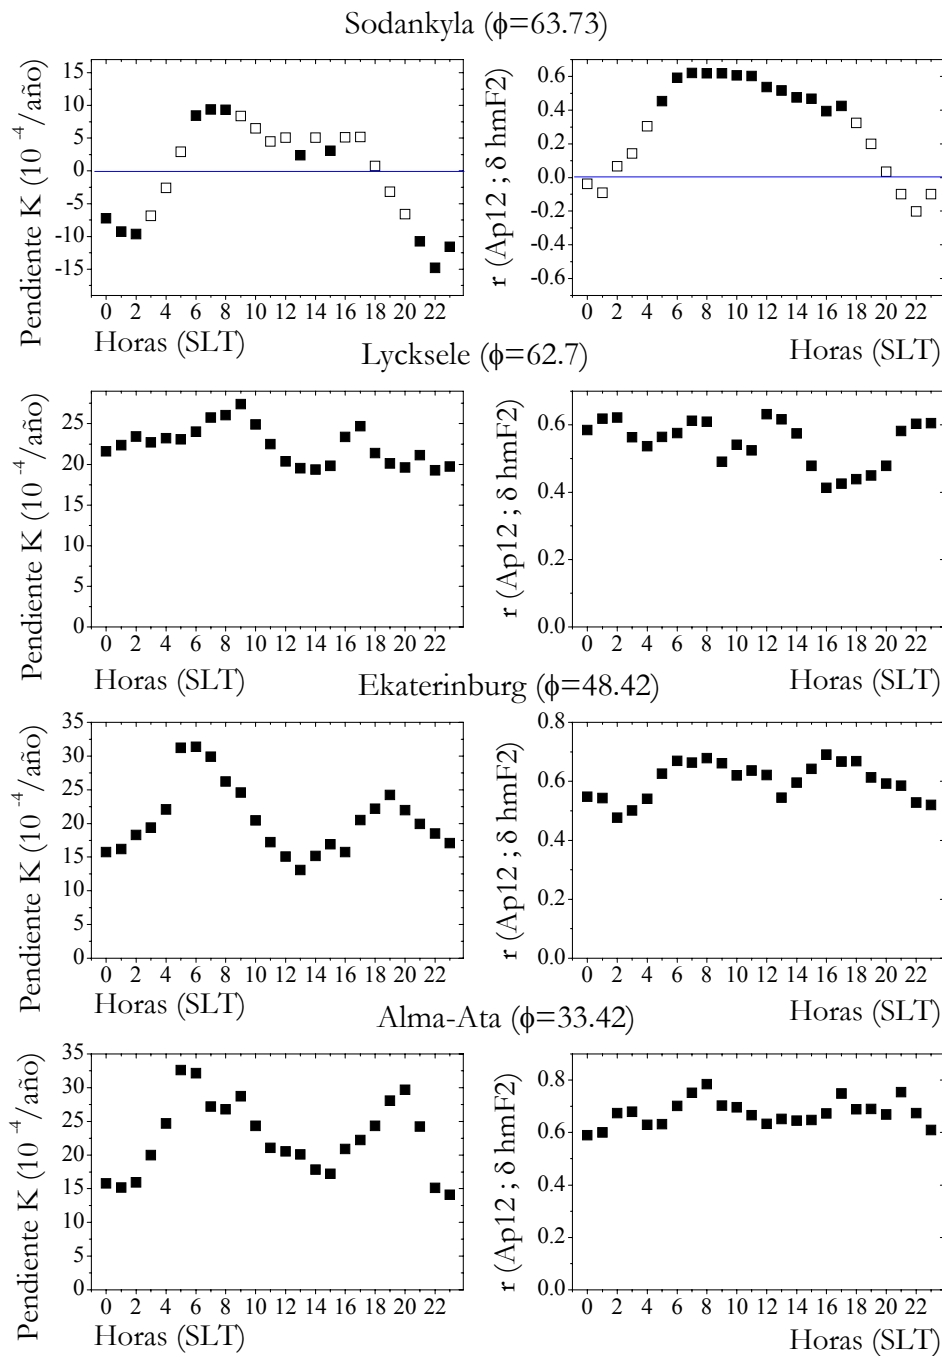 Sodankyla (ϕ=63.73)
Pendiente K (10 -4/año)
15
10
5
0
-5
-10
-15
0 2 4 6 8 10 12 14 16 18 20 22
Horas (SLT)
r (Ap12 ; δ hmF2)
0.6
0.4
0.2
0.0
-0.2
-0.4
-0.6
0 2 4 6 8 10 12 14 16 18 20 22
Horas (SLT)
Lycksele (ϕ=62.7)
Pendiente K (10 -4/año)
25
20
15
10
5
0
0 2 4 6 8 10 12 14 16 18 20 22
Horas (SLT)
r (Ap12 ; δ hmF2)
0.6
0.4
0.2
0.0
0 2 4 6 8 10 12 14 16 18 20 22
Horas (SLT)
Ekaterinburg (ϕ=48.42)
Pendiente K (10 -4/año)
35
30
25
20
15
10
5
0
0 2 4 6 8 10 12 14 16 18 20 22
Horas (SLT)
r (Ap12 ; δ hmF2)
0.8
0.6
0.4
0.2
0.0
0 2 4 6 8 10 12 14 16 18 20 22
Horas (SLT)
Alma-Ata (ϕ=33.42)
Pendiente K (10 -4/año)
35
30
25
20
15
10
5
0
0 2 4 6 8 10 12 14 16 18 20 22
Horas (SLT)
r (Ap12 ; δ hmF2)
0.8
0.6
0.4
0.2
0.0
0 2 4 6 8 10 12 14 16 18 20 22
Horas (SLT)